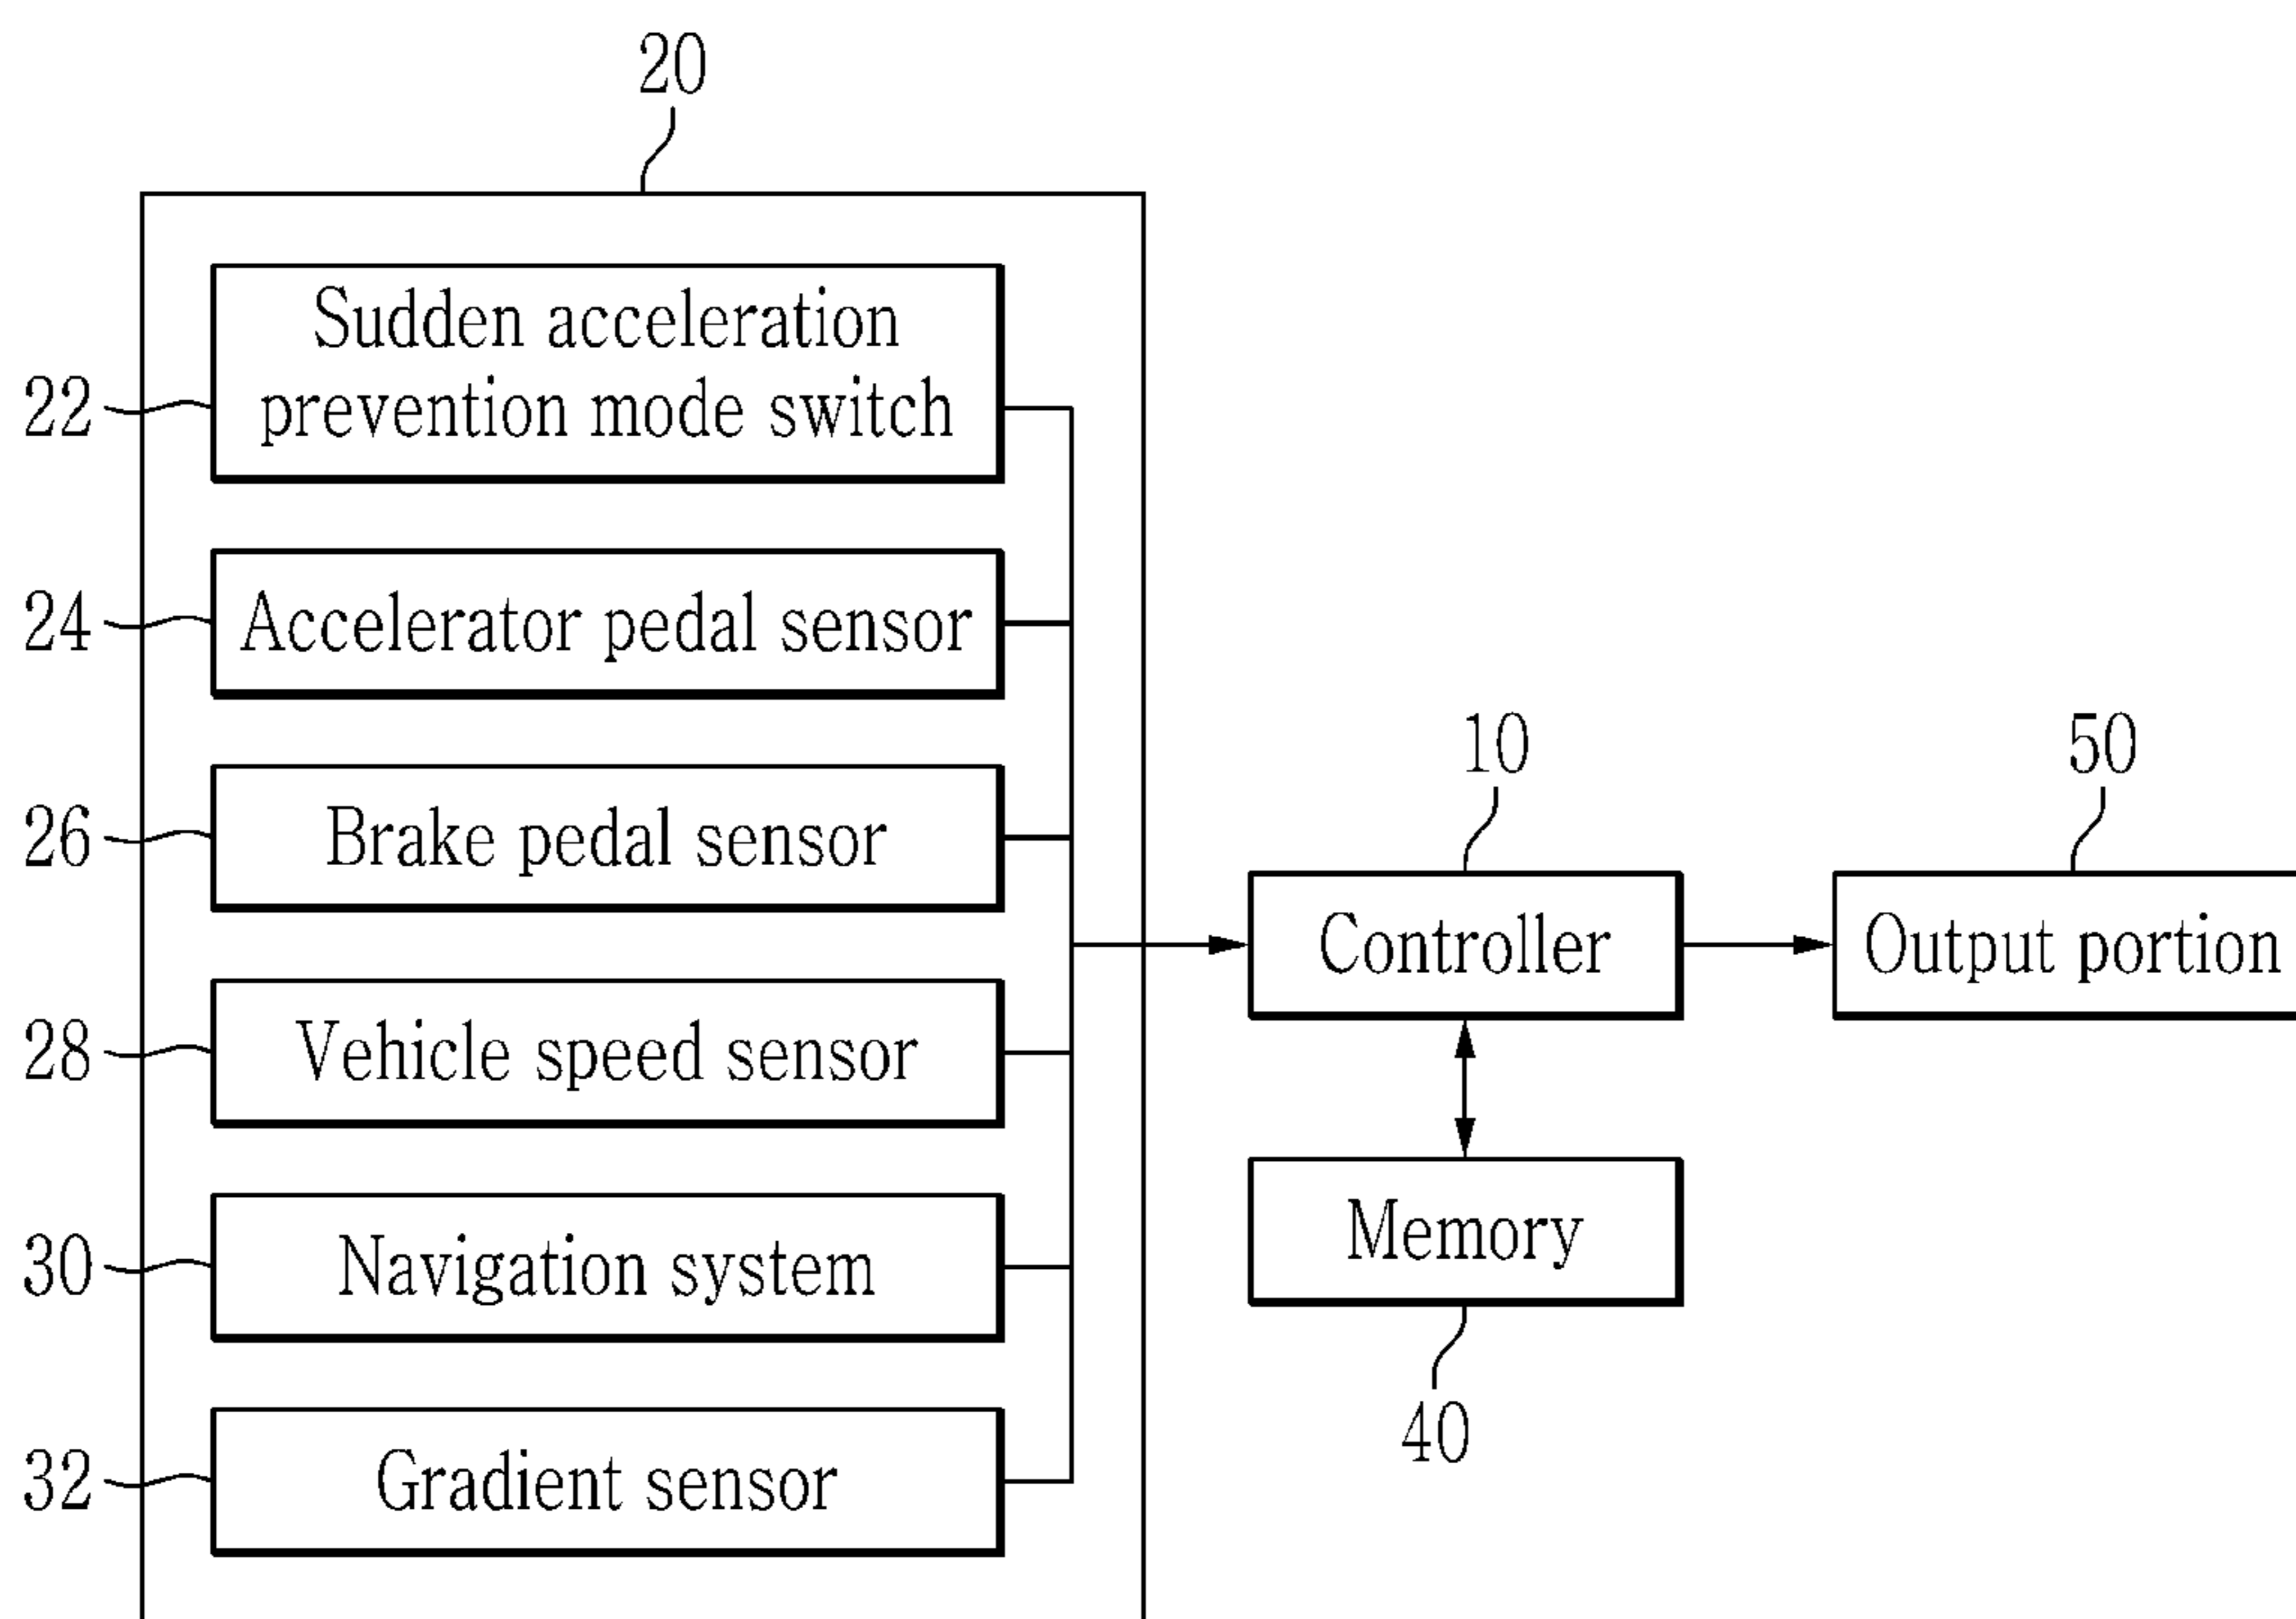 20
Sudden acceleration
22 prevention mode switch
24 Accelerator pedal sensor
10 50
26 Brake pedal sensor
Controller Output portion
28 Vehicle speed sensor
Memory
30 Navigation system
40
32 Gradient sensor